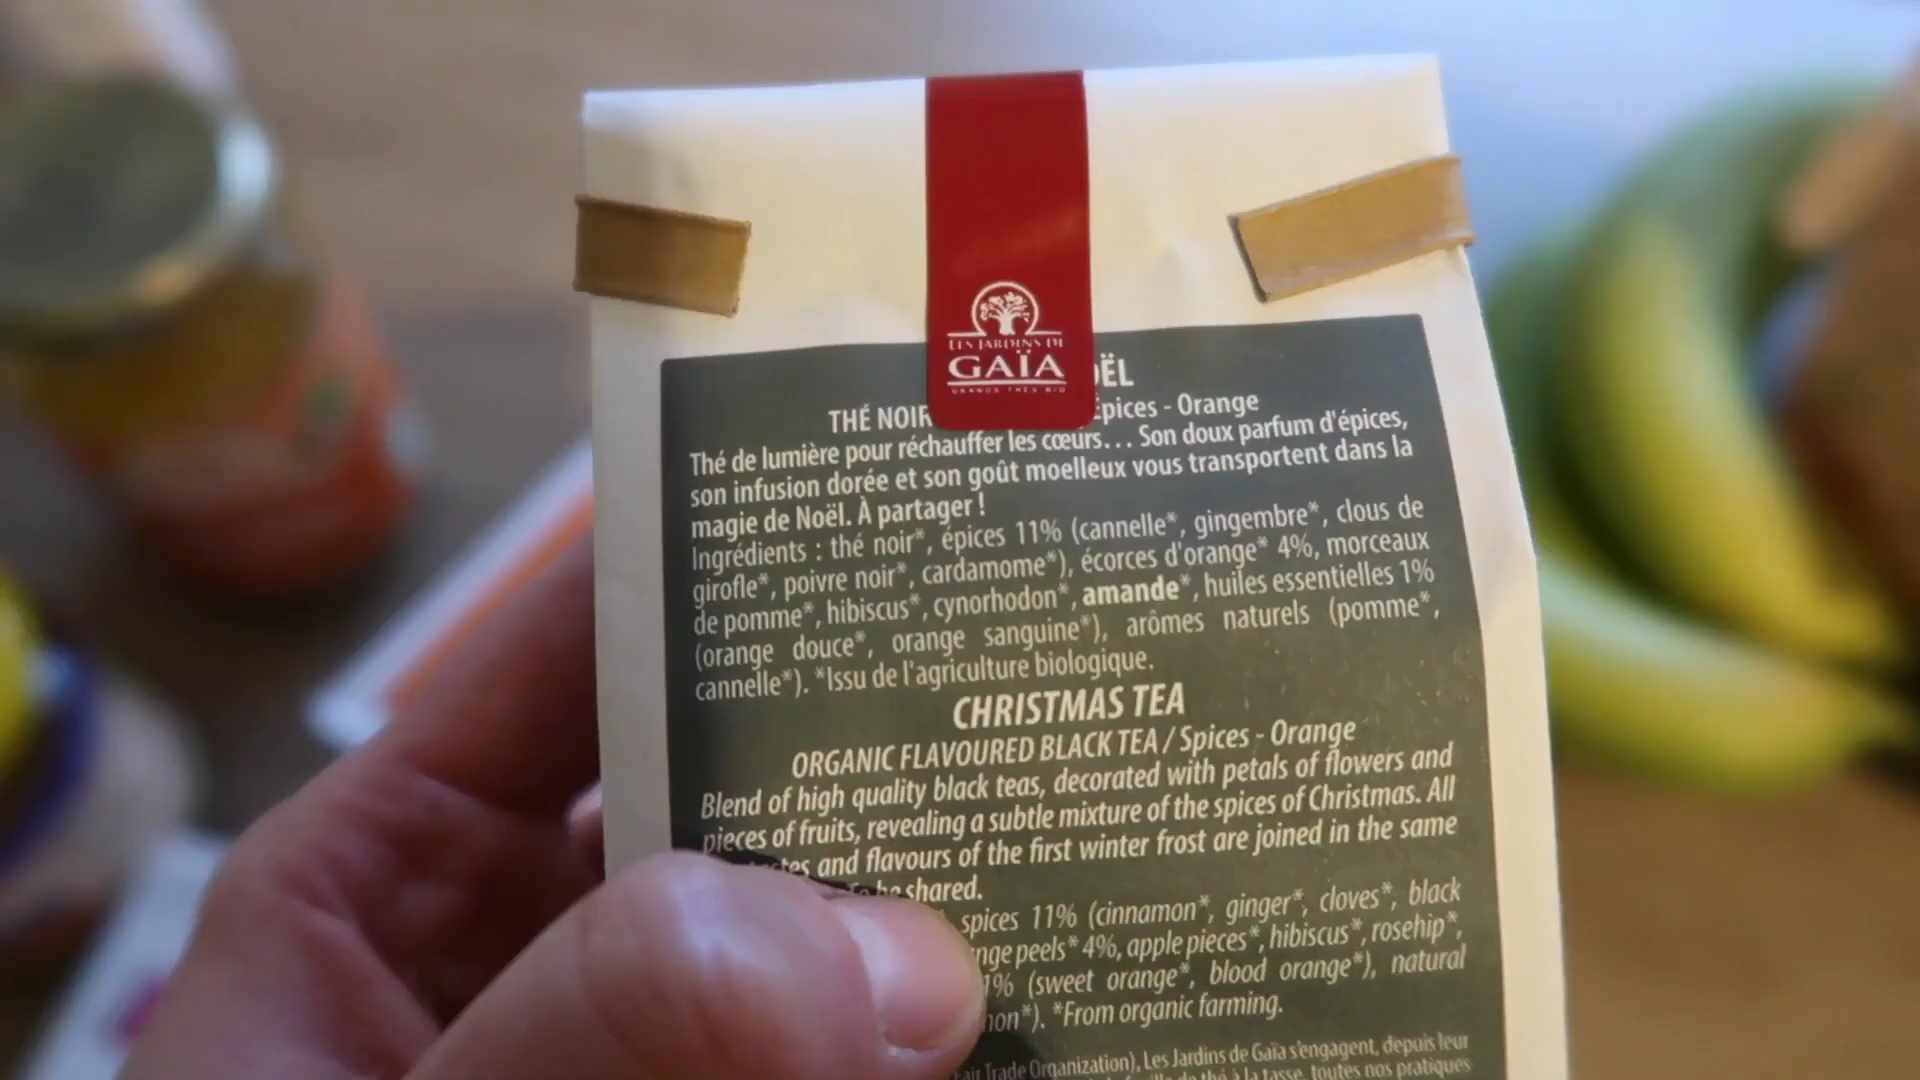 LES JARDINS DE
GAÏA
GRANDS THÉS BIO
ËL
THÉ NOIR Épices - Orange
Thé de lumière pour réchauffer les cœurs... Son doux parfum d'épices,
son infusion dorée et son goût moelleux vous transportent dans la
magie de Noël. À partager !
Ingrédients : thé noir*, épices 11% (cannelle*, gingembre*, clous de
girofle*, poivre noir*, cardamome*), écorces d'orange* 4%, morceaux
de pomme*, hibiscus*, cynorhodon*, amande*, huiles essentielles 1%
(orange douce*, orange sanguine*), arômes naturels (pomme*,
cannelle*). *Issu de l'agriculture biologique.
CHRISTMAS TEA
ORGANIC FLAVOURED BLACK TEA / Spices - Orange
Blend of high quality black teas, decorated with petals of flowers and
pieces of fruits, revealing a subtle mixture of the spices of Christmas. All
and flavours of the first winter frost are joined in the same
be shared.
spices 11% (cinnamon*, ginger*, cloves*, black
peels* 4%, apple pieces*, hibiscus*, rosehip*,
1% (sweet orange*, blood orange*), natural
*From organic farming.
Fair Trade Organization), Les Jardins de Gaïa s'engagent, depuis leur
thé à la tasse, toutes nos pratiques